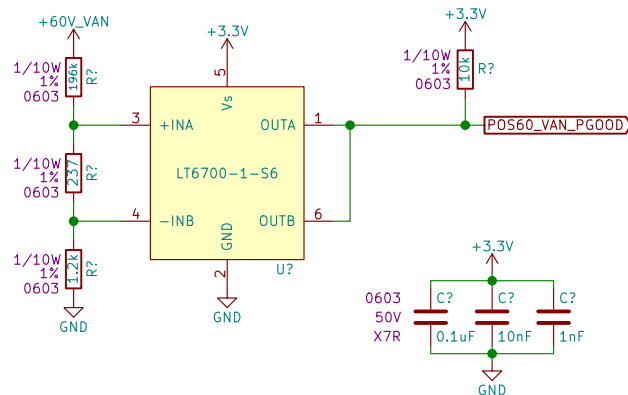 +60V_VAN
1/10W
1%
0603
196k
R?
1/10W
1%
0603
237
R?
1/10W
1%
0603
1.2k
R?
GND
+3.3V
5
Vs
3
+INA
OUTA
1
LT6700-1-S6
4
-INB
OUTB
6
GND
2
U?
GND
+3.3V
1/10W
1%
0603
10k
R?
POS60_VAN_PGOOD
+3.3V
0603
50V
X7R
C?
0.1uF
C?
10nF
C?
1nF
GND